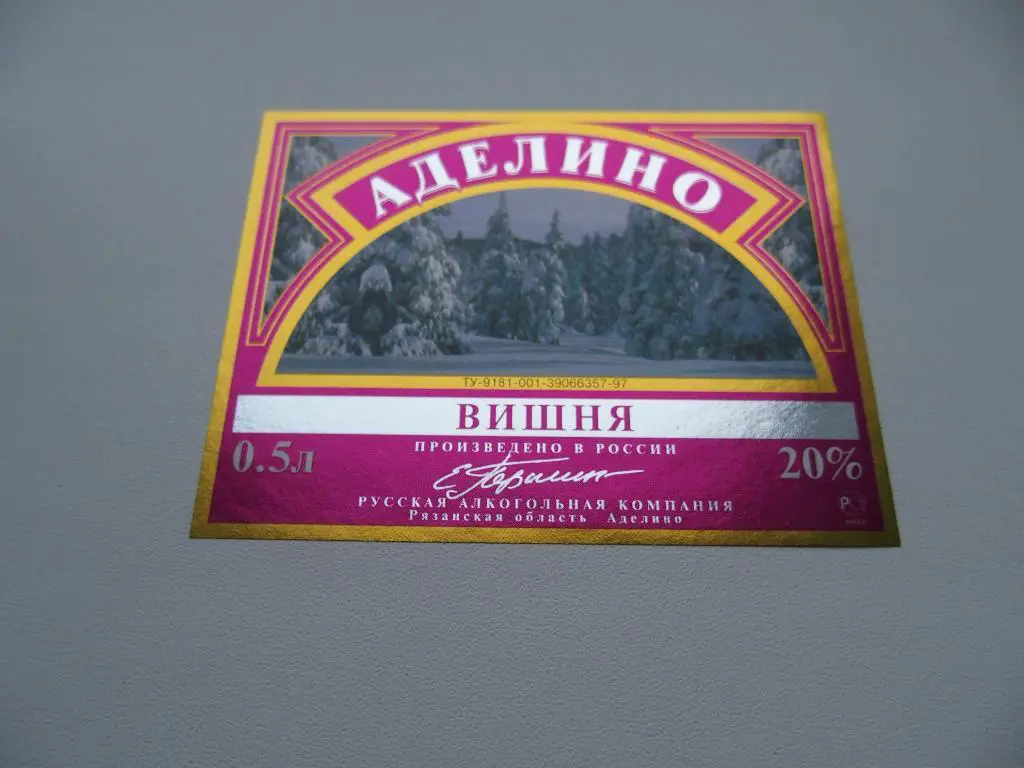 АДЕЛИНО
ТУ-9181-001-39066357-97
ВИШНЯ
ПРОИЗВЕДЕНО В РОССИИ
0.5л
20%
РУССКАЯ АЛКОГОЛЬНАЯ КОМПАНИЯ
Рязанская область Аделино